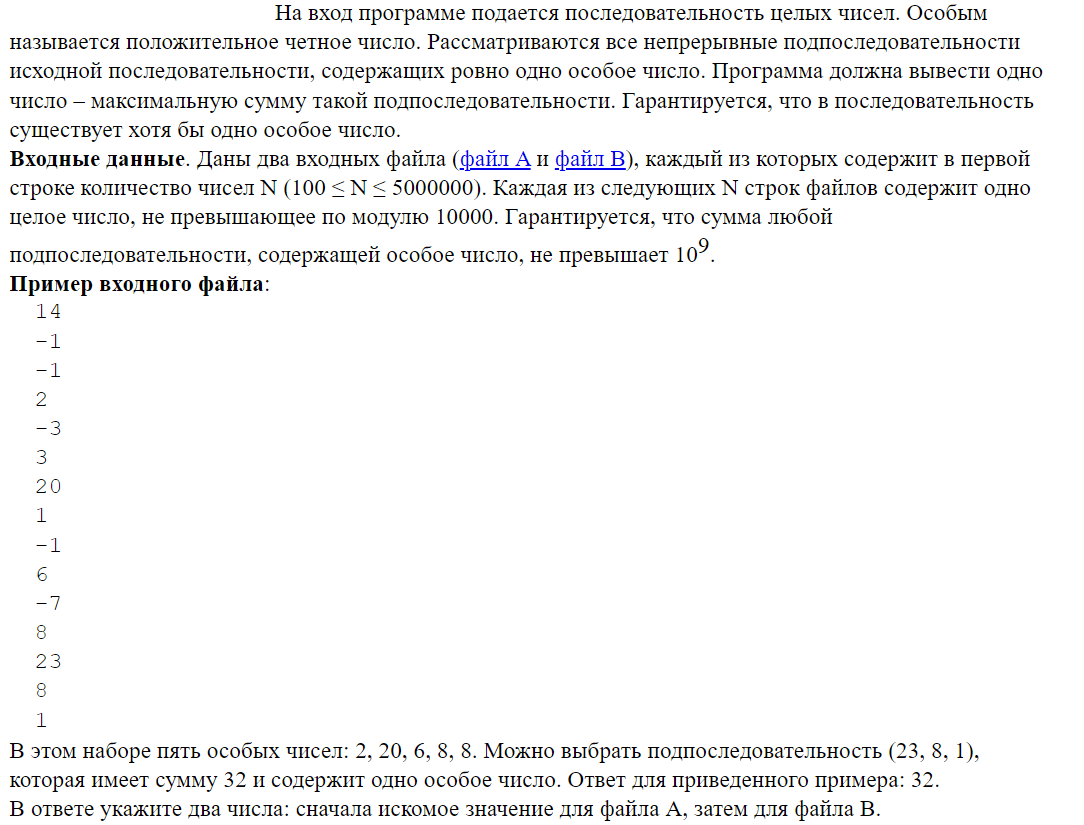 На вход программе подается последовательность целых чисел. Особым
называется положительное четное число. Рассматриваются все непрерывные подпоследовательности
исходной последовательности, содержащих ровно одно особое число. Программа должна вывести одно
число – максимальную сумму такой подпоследовательности. Гарантируется, что в последовательность
существует хотя бы одно особое число.
Входные данные. Даны два входных файла (файл A и файл B), каждый из которых содержит в первой
строке количество чисел N (100 ≤ N ≤ 5000000). Каждая из следующих N строк файлов содержит одно
целое число, не превышающее по модулю 10000. Гарантируется, что сумма любой
подпоследовательности, содержащей особое число, не превышает 10⁹.
Пример входного файла:
14
-1
-1
2
-3
3
20
1
-1
6
-7
8
23
8
1
В этом наборе пять особых чисел: 2, 20, 6, 8, 8. Можно выбрать подпоследовательность (23, 8, 1),
которая имеет сумму 32 и содержит одно особое число. Ответ для приведенного примера: 32.
В ответе укажите два числа: сначала искомое значение для файла A, затем для файла B.